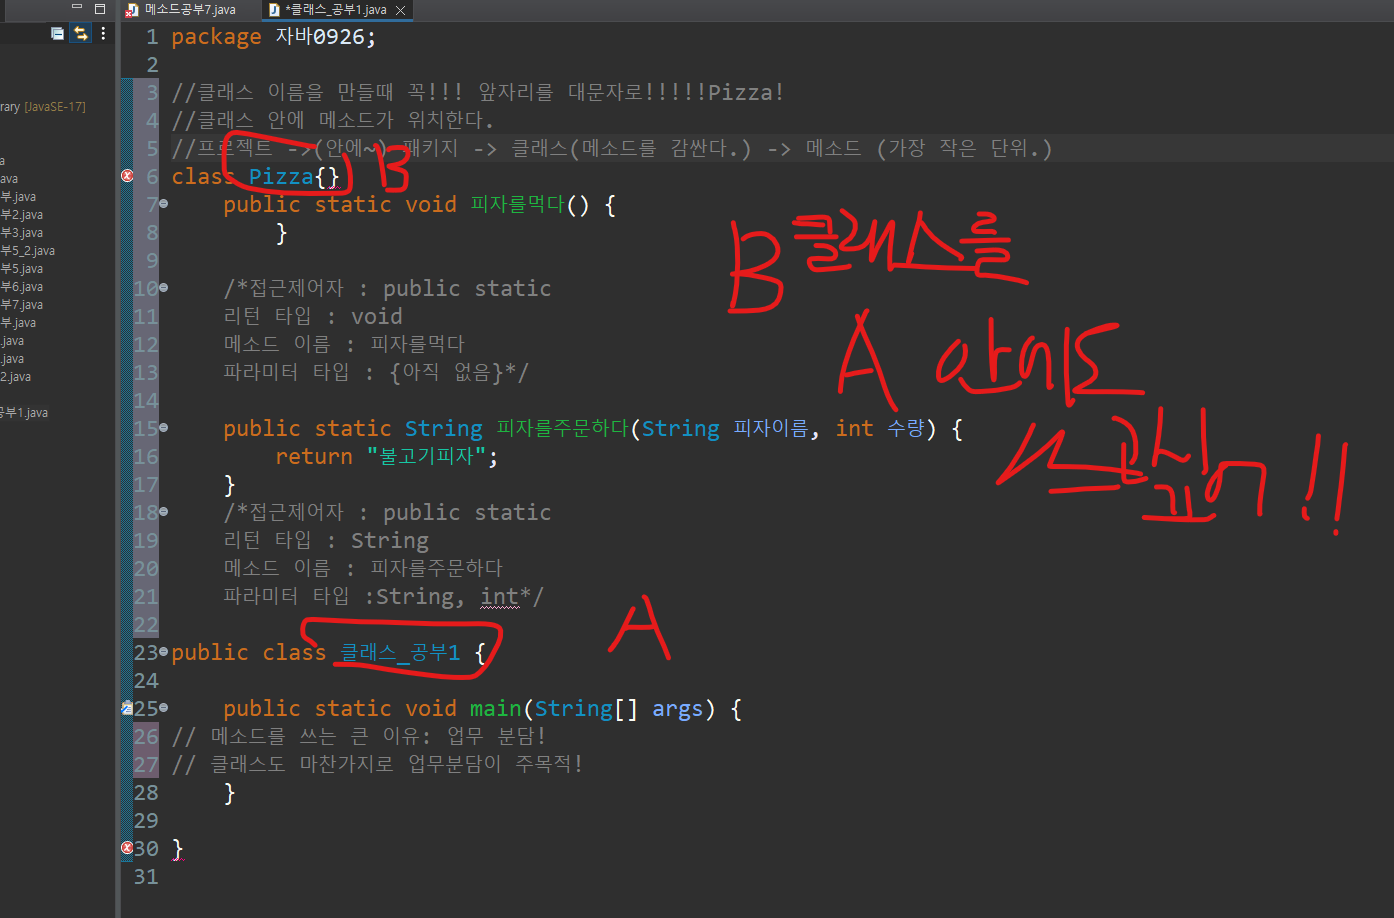 메소드공부7.java
*클래스_공부1.java
rary [JavaSE-17]
a
ava
부.java
부2.java
부3.java
부5_2.java
부5.java
부6.java
부7.java
부.java
.java
.java
2.java
공부1.java
1 package 자바0926;
2
3 //클래스 이름을 만들때 꼭!!! 앞자리를 대문자로!!!!!Pizza!
4 //클래스 안에 메소드가 위치한다.
5 //프로젝트 ->(안에~) 패키지 -> 클래스(메소드를 감싼다.) -> 메소드 (가장 작은 단위.)
6 class Pizza{}
B
7 public static void 피자를먹다() {
8 }
9
10 /*접근제어자 : public static
11 리턴 타입 : void
12 메소드 이름 : 피자를먹다
13 파라미터 타입 : {아직 없음}*/
14
15 public static String 피자를주문하다(String 피자이름, int 수량) {
16 return "불고기피자";
17 }
18 /*접근제어자 : public static
19 리턴 타입 : String
20 메소드 이름 : 피자를주문하다
21 파라미터 타입 :String, int*/
22
23 public class 클래스_공부1 {
24
25 public static void main(String[] args) {
26 // 메소드를 쓰는 큰 이유: 업무 분담!
27 // 클래스도 마찬가지로 업무분담이 주목적!
28 }
29
30 }
31
B 클래스를
A 안에도
쓰고싶어!!
A